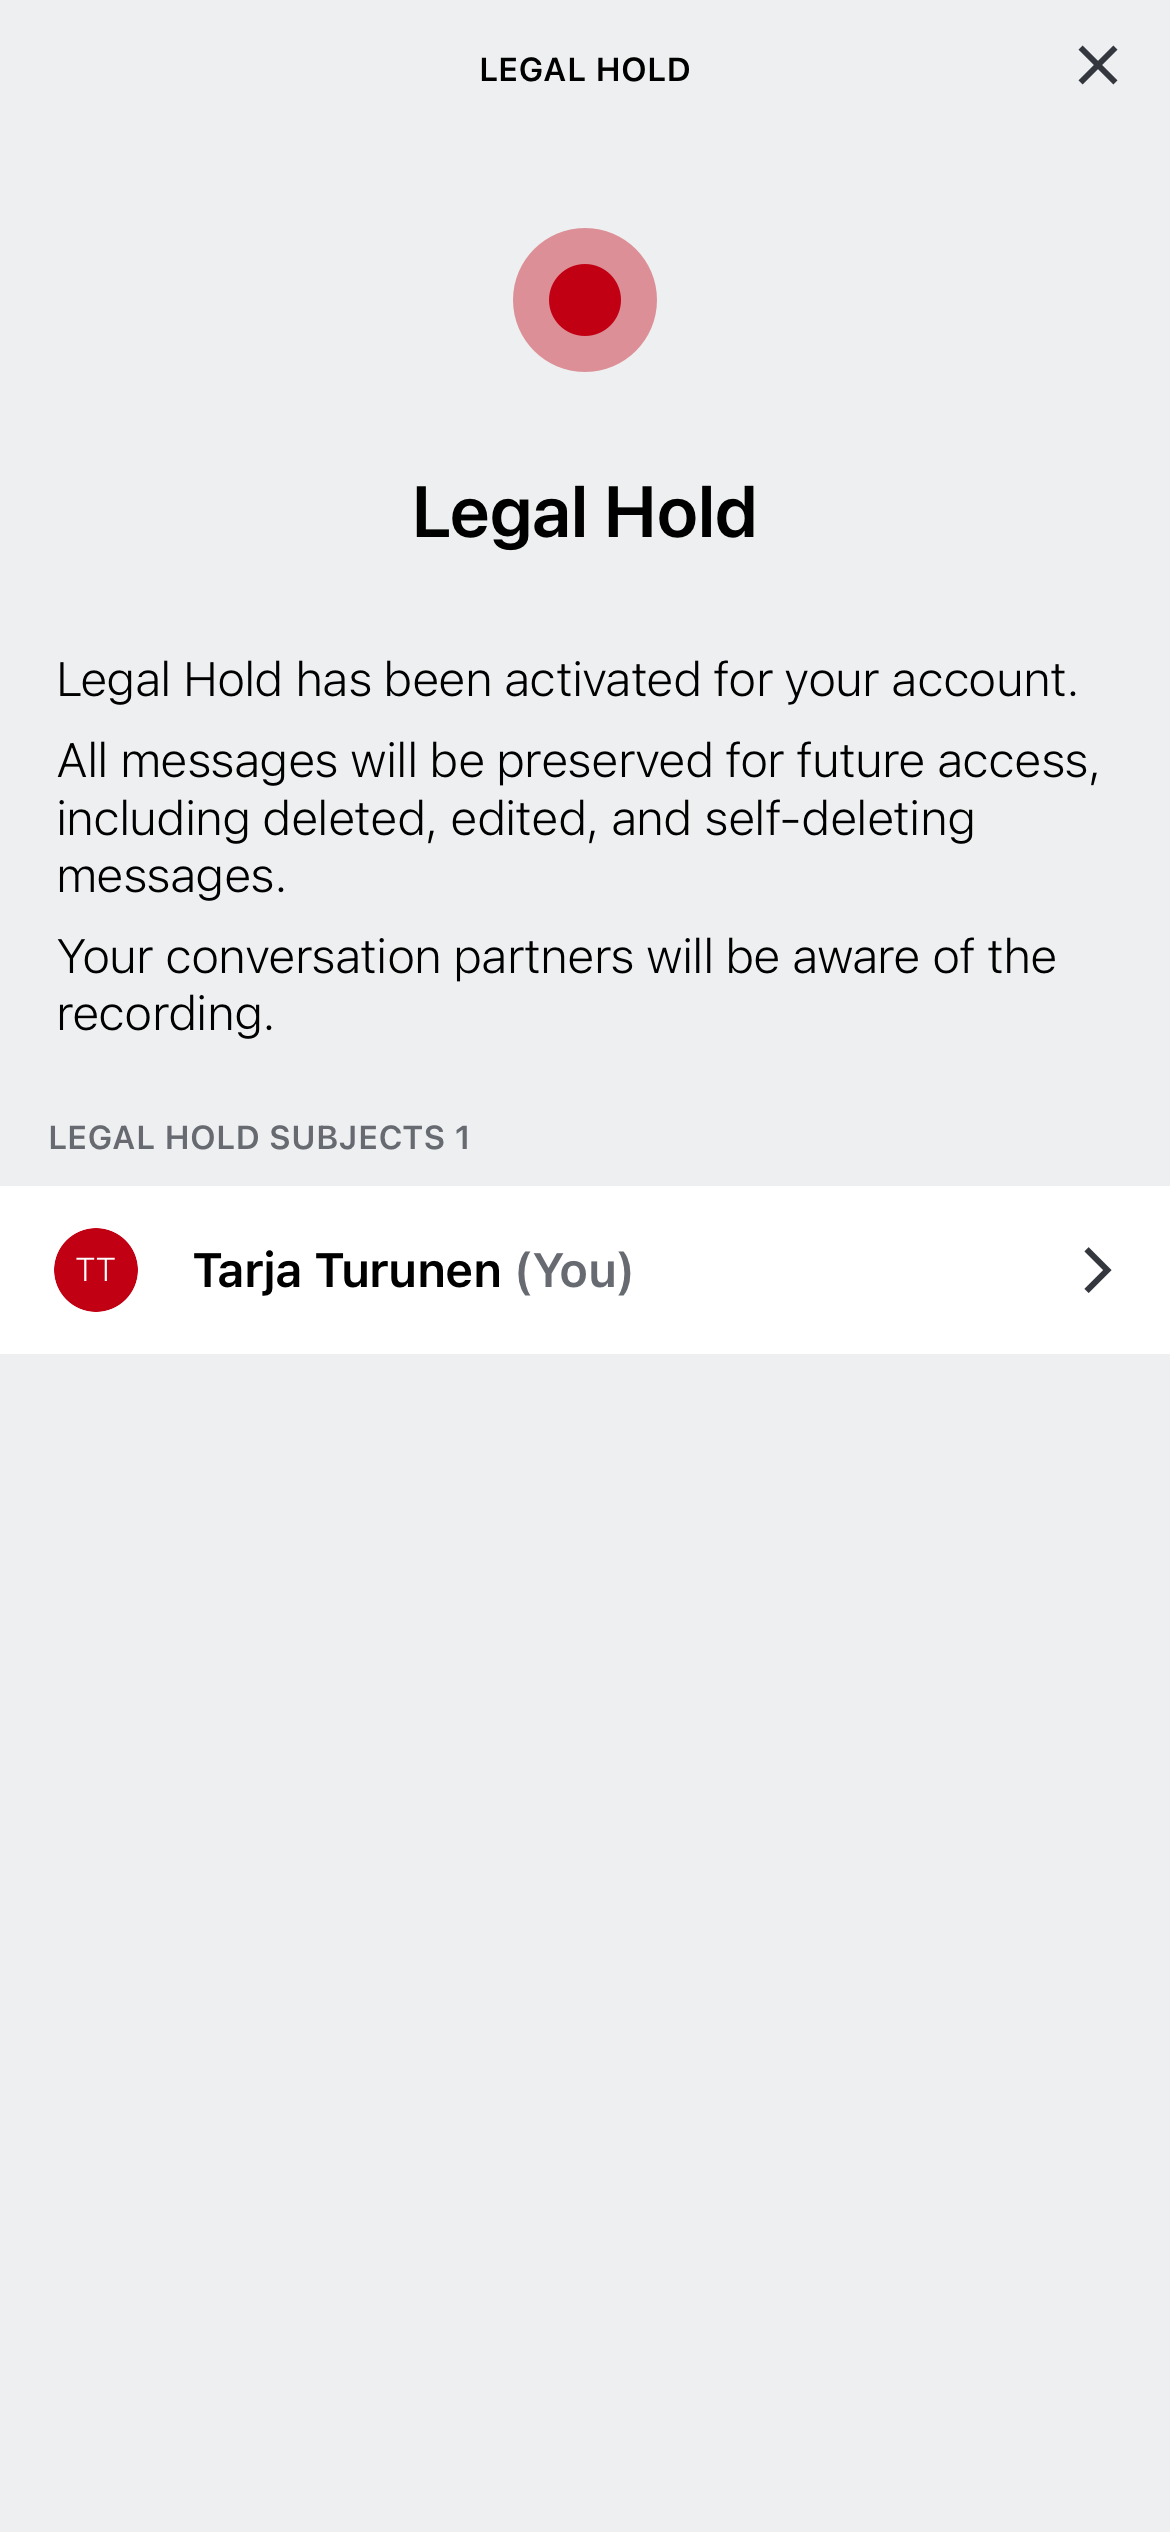 LEGAL HOLD
Legal Hold
Legal Hold has been activated for your account.
All messages will be preserved for future access,
including deleted, edited, and self-deleting
messages.
Your conversation partners will be aware of the
recording.
LEGAL HOLD SUBJECTS 1
TT
Tarja Turunen (You)